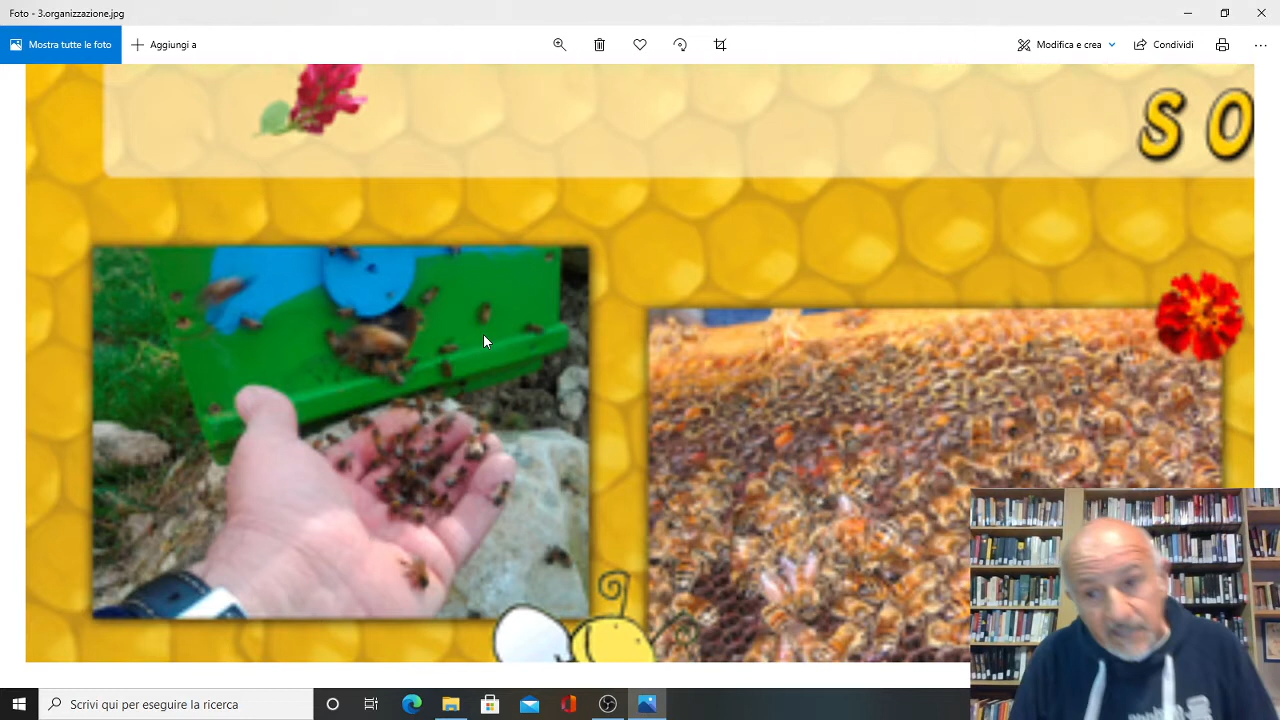 Foto - 3.organizzazione.jpg
Mostra tutte le foto
Aggiungi a
Modifica e crea
Condividi
S O
Scrivi qui per eseguire la ricerca